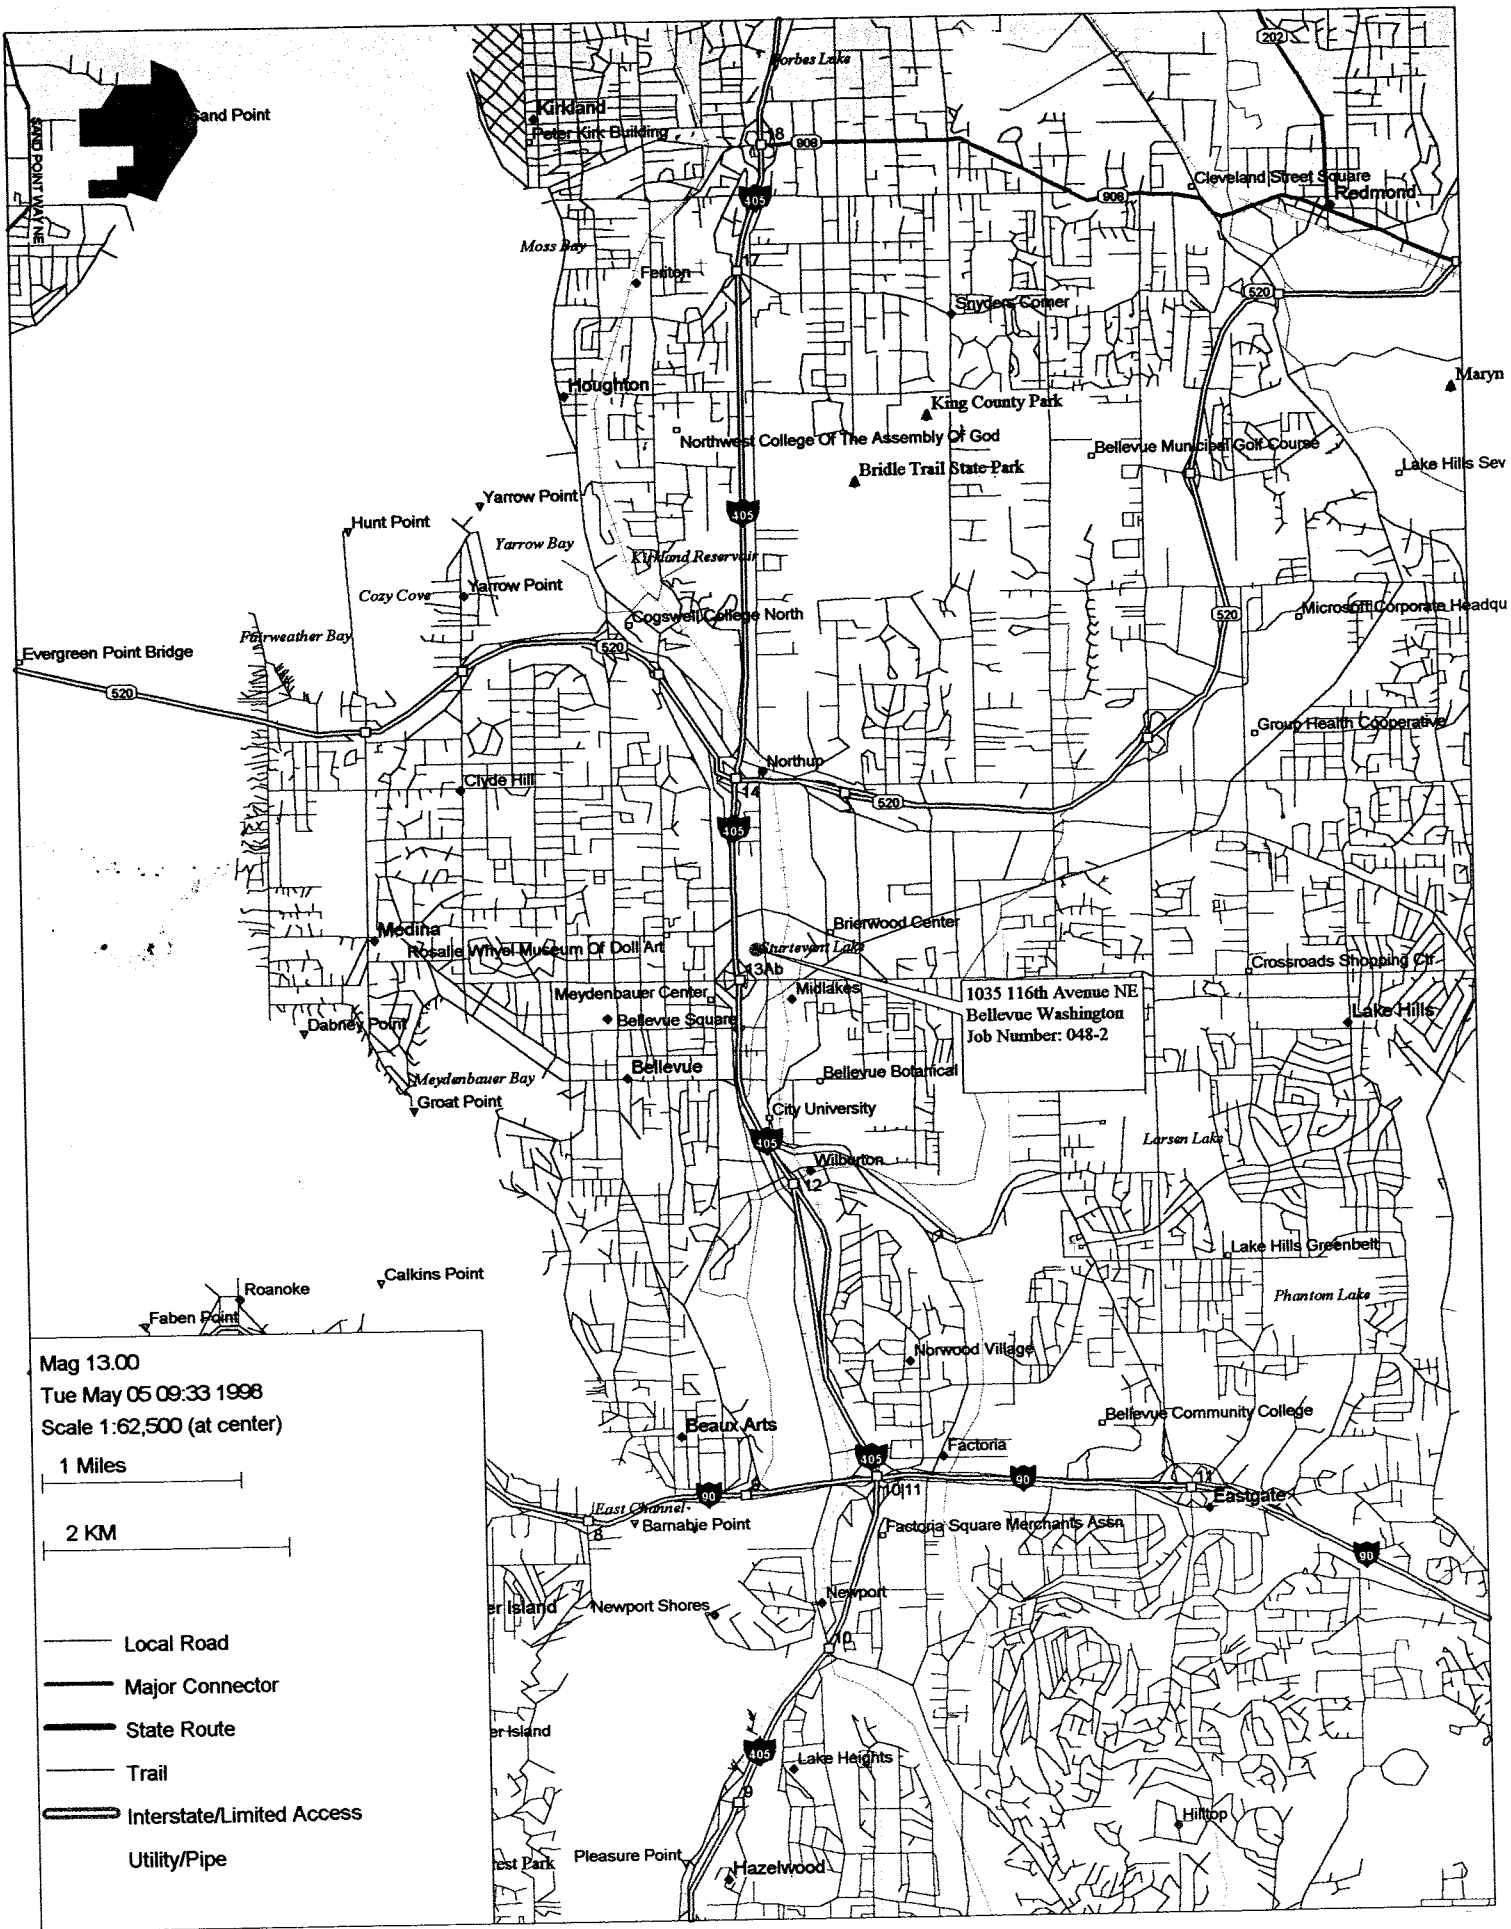 202
Forbes Lake
Sand Point
SAND POINT WAY NE
Kirkland
Peter Kirk Building
18
908
405
Cleveland Street Square
908
Redmond
Moss Bay
17
Feriton
520
Snyders Corner
Houghton
Maryn
King County Park
Northwest College Of The Assembly Of God
Bellevue Municipal Golf Course
Bridle Trail State Park
Lake Hills Sev
Yarrow Point
Hunt Point
405
Yarrow Bay
Kirkland Reservoir
Cozy Cove
Yarrow Point
Cogswell College North
520
Microsoft Corporate Headqu
Fairweather Bay
520
Evergreen Point Bridge
520
Group Health Cooperative
Northup
Clyde Hill
14
520
405
Medina
Brierwood Center
Rosalie Whyel Museum Of Doll Art
Sturtevant Lake
13Ab
Crossroads Shopping Ctr
Meydenbauer Center
Midlakes
1035 116th Avenue NE
Bellevue Washington
Job Number: 048-2
Lake Hills
Dabney Point
Bellevue Square
Bellevue
Bellevue Botanical
Meydenbauer Bay
Groat Point
City University
405
Larsen Lake
Wilburton
12
Lake Hills Greenbelt
Calkins Point
Roanoke
Phantom Lake
Faben Point
Norwood Village
Mag 13.00
Tue May 05 09:33 1998
Scale 1:62,500 (at center)
1 Miles
2 KM
Local Road
Major Connector
State Route
Trail
Interstate/Limited Access
Utility/Pipe
Bellevue Community College
Beaux Arts
Factoria
405
90
11
90
9
10|11
Eastgate
East Channel
8
Barnabie Point
Factoria Square Merchants Assn
90
er Island
Newport Shores
Newport
10
er Island
405
Lake Heights
9
Hilltop
est Park
Pleasure Point
Hazelwood